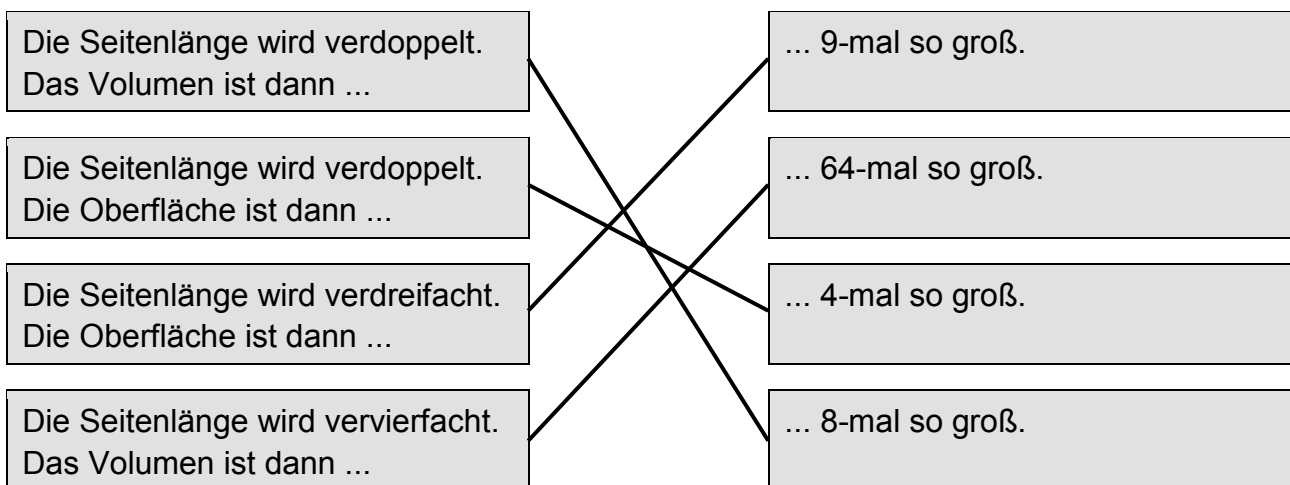 Die Seitenlänge wird verdoppelt.
Das Volumen ist dann ...
... 9-mal so groß.
Die Seitenlänge wird verdoppelt.
Die Oberfläche ist dann ...
... 64-mal so groß.
Die Seitenlänge wird verdreifacht.
Die Oberfläche ist dann ...
... 4-mal so groß.
Die Seitenlänge wird vervierfacht.
Das Volumen ist dann ...
... 8-mal so groß.